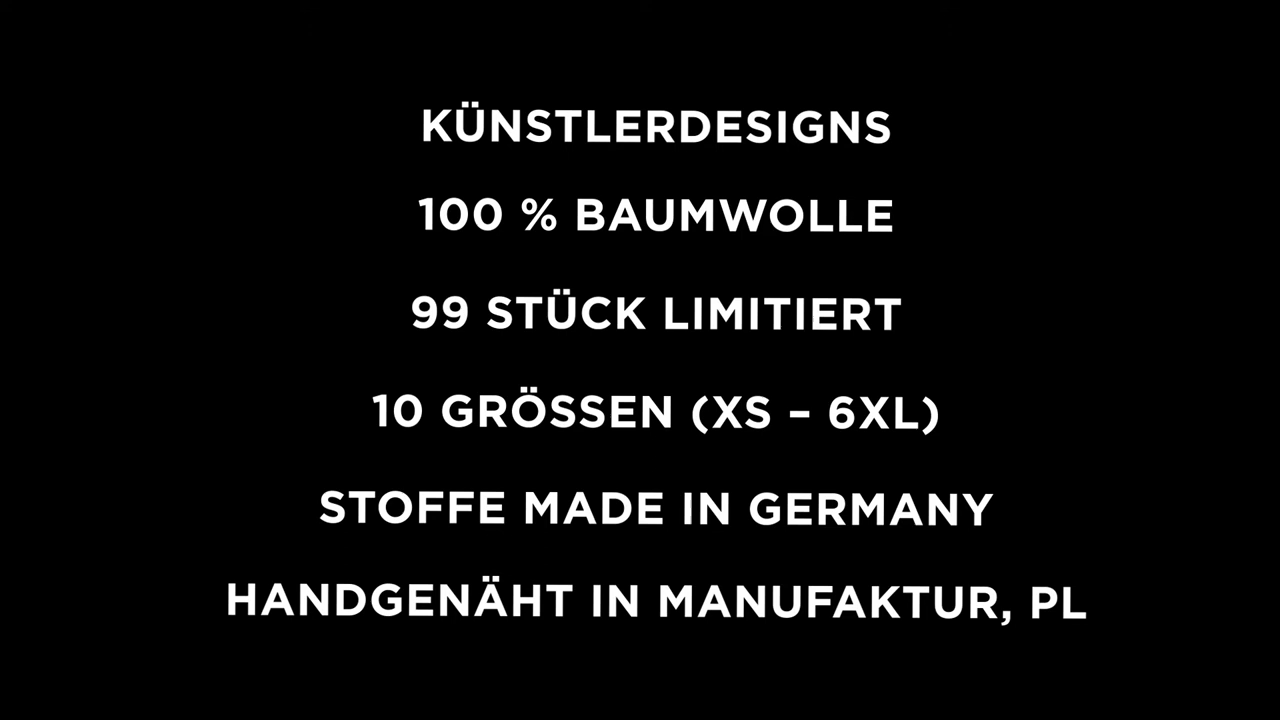 KÜNSTLERDESIGNS
100 % BAUMWOLLE
99 STÜCK LIMITIERT
10 GRÖSSEN (XS – 6XL)
STOFFE MADE IN GERMANY
HANDGENÄHT IN MANUFAKTUR, PL